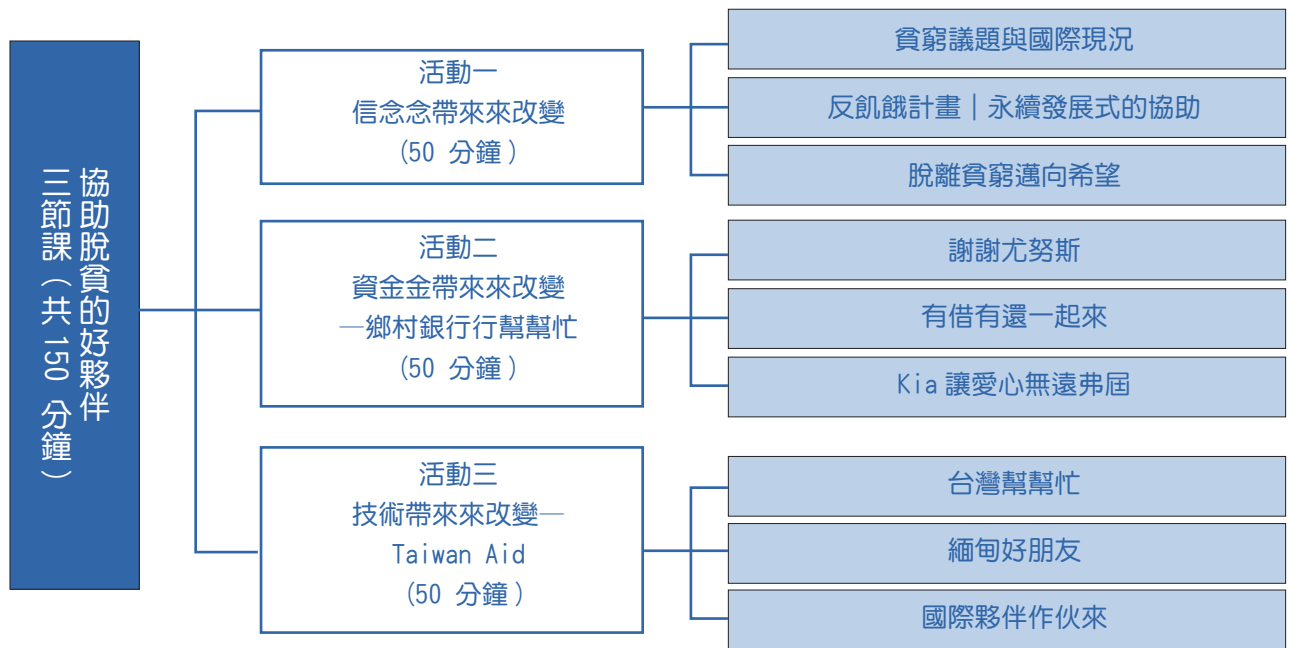 協助脫貧的好夥伴
三節課（共 150 分鐘）
活動一
信念念帶來來改變
(50 分鐘)
貧窮議題與國際現況
反飢餓計畫｜永續發展式的協助
脫離貧窮邁向希望
活動二
資金金帶來來改變
—鄉村銀行行幫幫忙
(50 分鐘)
謝謝尤努斯
有借有還一起來
Kia 讓愛心無遠弗屆
活動三
技術帶來來改變—
Taiwan Aid
(50 分鐘)
台灣幫幫忙
緬甸好朋友
國際夥伴作伙來